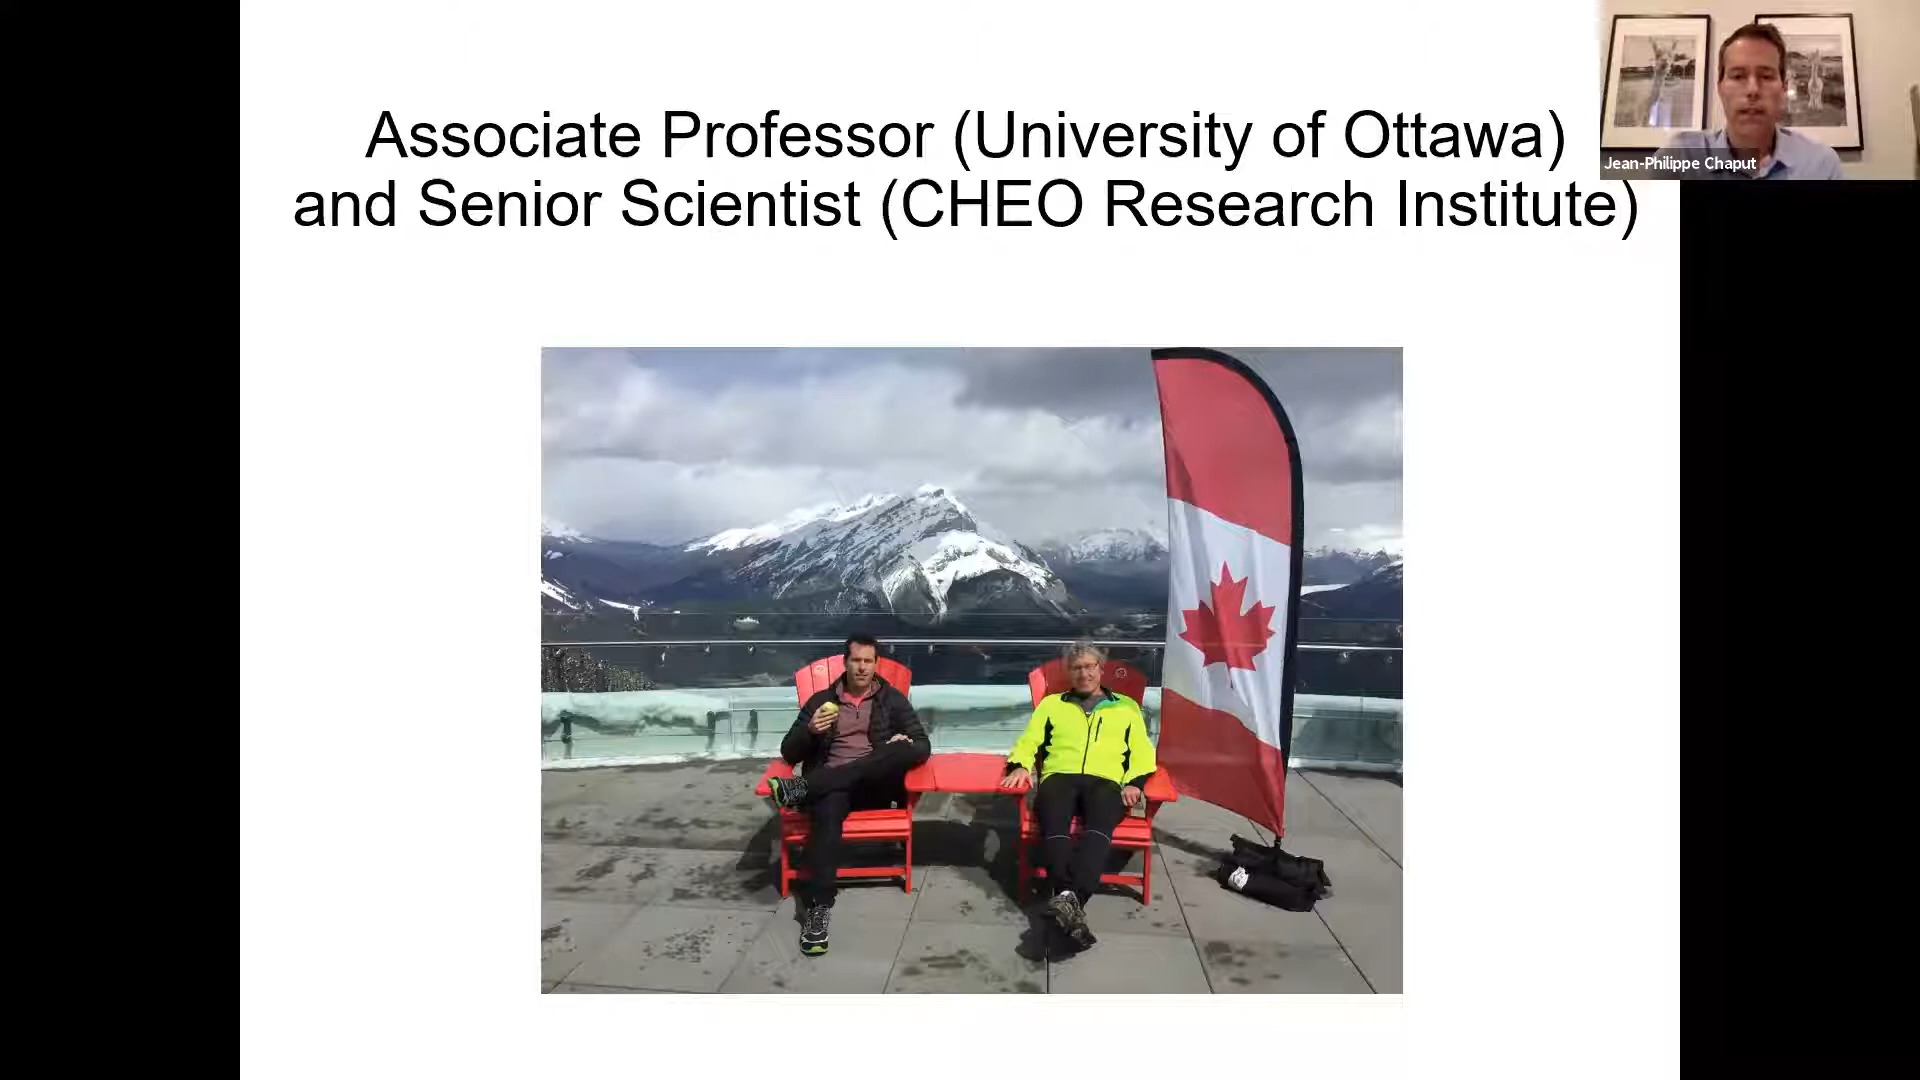 Associate Professor (University of Ottawa)
and Senior Scientist (CHEO Research Institute)
Jean-Philippe Chaput